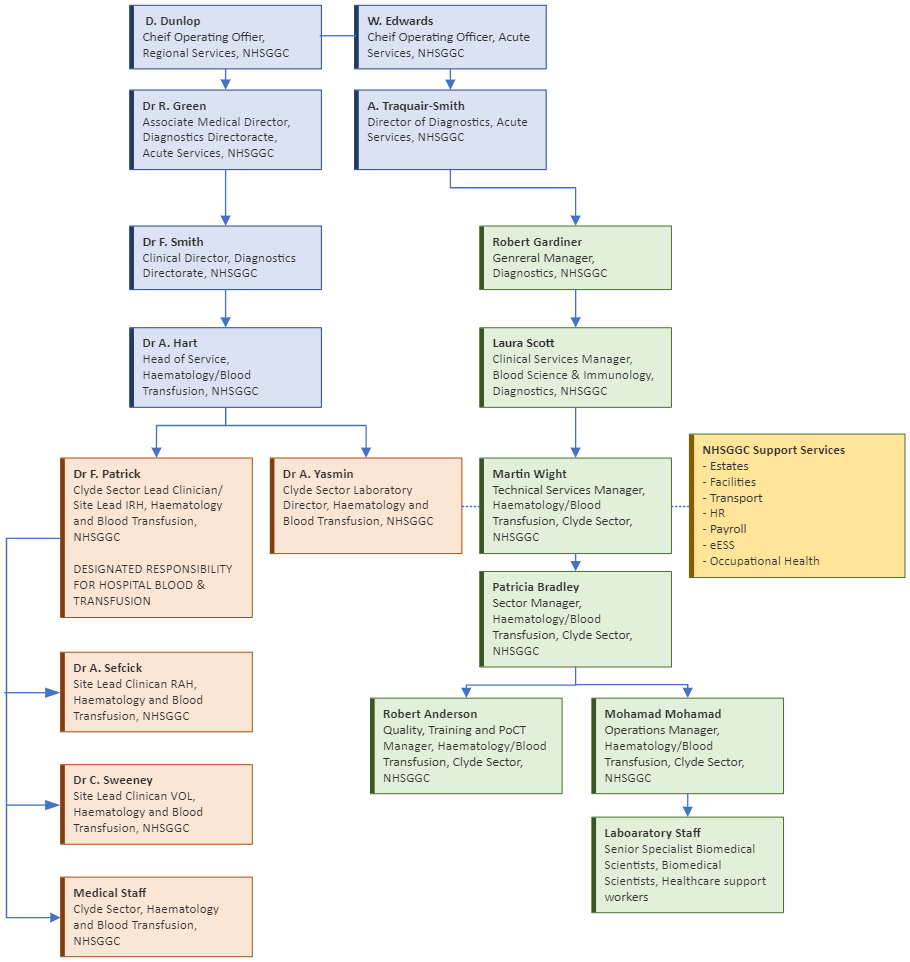 D. Dunlop
Cheif Operating Offier,
Regional Services, NHSGGC
W. Edwards
Cheif Operating Officer, Acute
Services, NHSGGC
Dr R. Green
Associate Medical Director,
Diagnostics Directoracte,
Acute Services, NHSGGC
A. Traquair-Smith
Director of Diagnostics, Acute
Services, NHSGGC
Dr F. Smith
Clinical Director, Diagnostics
Directorate, NHSGGC
Robert Gardiner
Genreral Manager,
Diagnostics, NHSGGC
Dr A. Hart
Head of Service,
Haematology/Blood
Transfusion, NHSGGC
Laura Scott
Clinical Services Manager,
Blood Science & Immunology,
Diagnostics, NHSGGC
Dr F. Patrick
Clyde Sector Lead Clinician/
Site Lead IRH, Haematology
and Blood Transfusion,
NHSGGC
DESIGNATED RESPONSIBILITY
FOR HOSPITAL BLOOD &
TRANSFUSION
Dr A. Yasmin
Clyde Sector Laboratory
Director, Haematology and
Blood Transfusion, NHSGGC
Martin Wight
Technical Services Manager,
Haematology/Blood
Transfusion, Clyde Sector,
NHSGGC
NHSGGC Support Services
- Estates
- Facilities
- Transport
- HR
- Payroll
- eESS
- Occupational Health
Patricia Bradley
Sector Manager,
Haematology/Blood
Transfusion, Clyde Sector,
NHSGGC
Dr A. Sefcick
Site Lead Clinican RAH,
Haematology and Blood
Transfusion, NHSGGC
Robert Anderson
Quality, Training and PoCT
Manager, Haematology/Blood
Transfusion, Clyde Sector,
NHSGGC
Mohamad Mohamad
Operations Manager,
Haematology/Blood
Transfusion, Clyde Sector,
NHSGGC
Dr C. Sweeney
Site Lead Clinican VOL,
Haematology and Blood
Transfusion, NHSGGC
Laboaratory Staff
Senior Specialist Biomedical
Scientists, Biomedical
Scientists, Healthcare support
workers
Medical Staff
Clyde Sector, Haematology
and Blood Transfusion,
NHSGGC